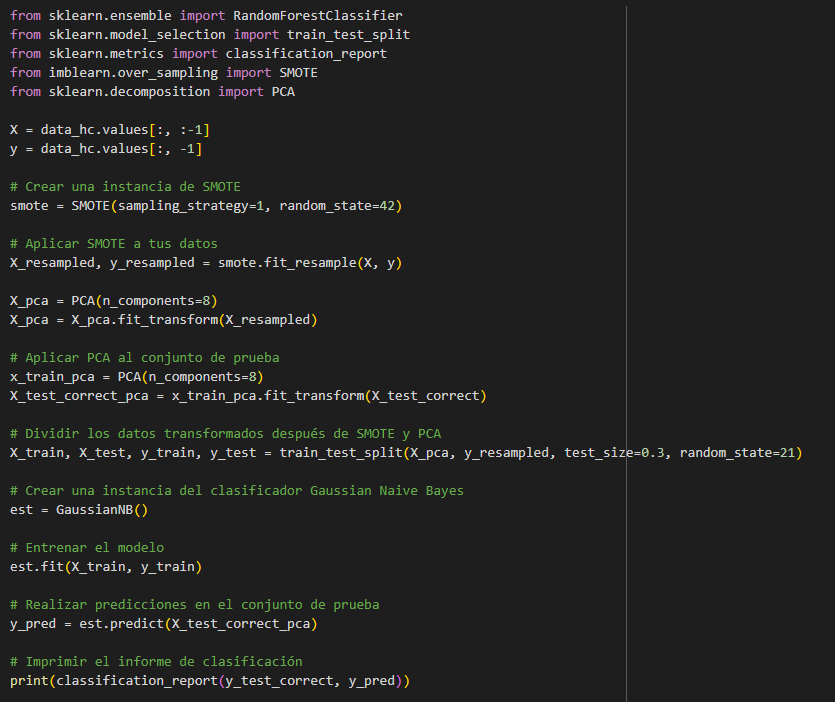 from sklearn.ensemble import RandomForestClassifier
from sklearn.model_selection import train_test_split
from sklearn.metrics import classification_report
from imblearn.over_sampling import SMOTE
from sklearn.decomposition import PCA
X = data_hc.values[:, :-1]
y = data_hc.values[:, -1]
# Crear una instancia de SMOTE
smote = SMOTE(sampling_strategy=1, random_state=42)
# Aplicar SMOTE a tus datos
X_resampled, y_resampled = smote.fit_resample(X, y)
X_pca = PCA(n_components=8)
X_pca = X_pca.fit_transform(X_resampled)
# Aplicar PCA al conjunto de prueba
x_train_pca = PCA(n_components=8)
X_test_correct_pca = x_train_pca.fit_transform(X_test_correct)
# Dividir los datos transformados después de SMOTE y PCA
X_train, X_test, y_train, y_test = train_test_split(X_pca, y_resampled, test_size=0.3, random_state=21)
# Crear una instancia del clasificador Gaussian Naive Bayes
est = GaussianNB()
# Entrenar el modelo
est.fit(X_train, y_train)
# Realizar predicciones en el conjunto de prueba
y_pred = est.predict(X_test_correct_pca)
# Imprimir el informe de clasificación
print(classification_report(y_test_correct, y_pred))